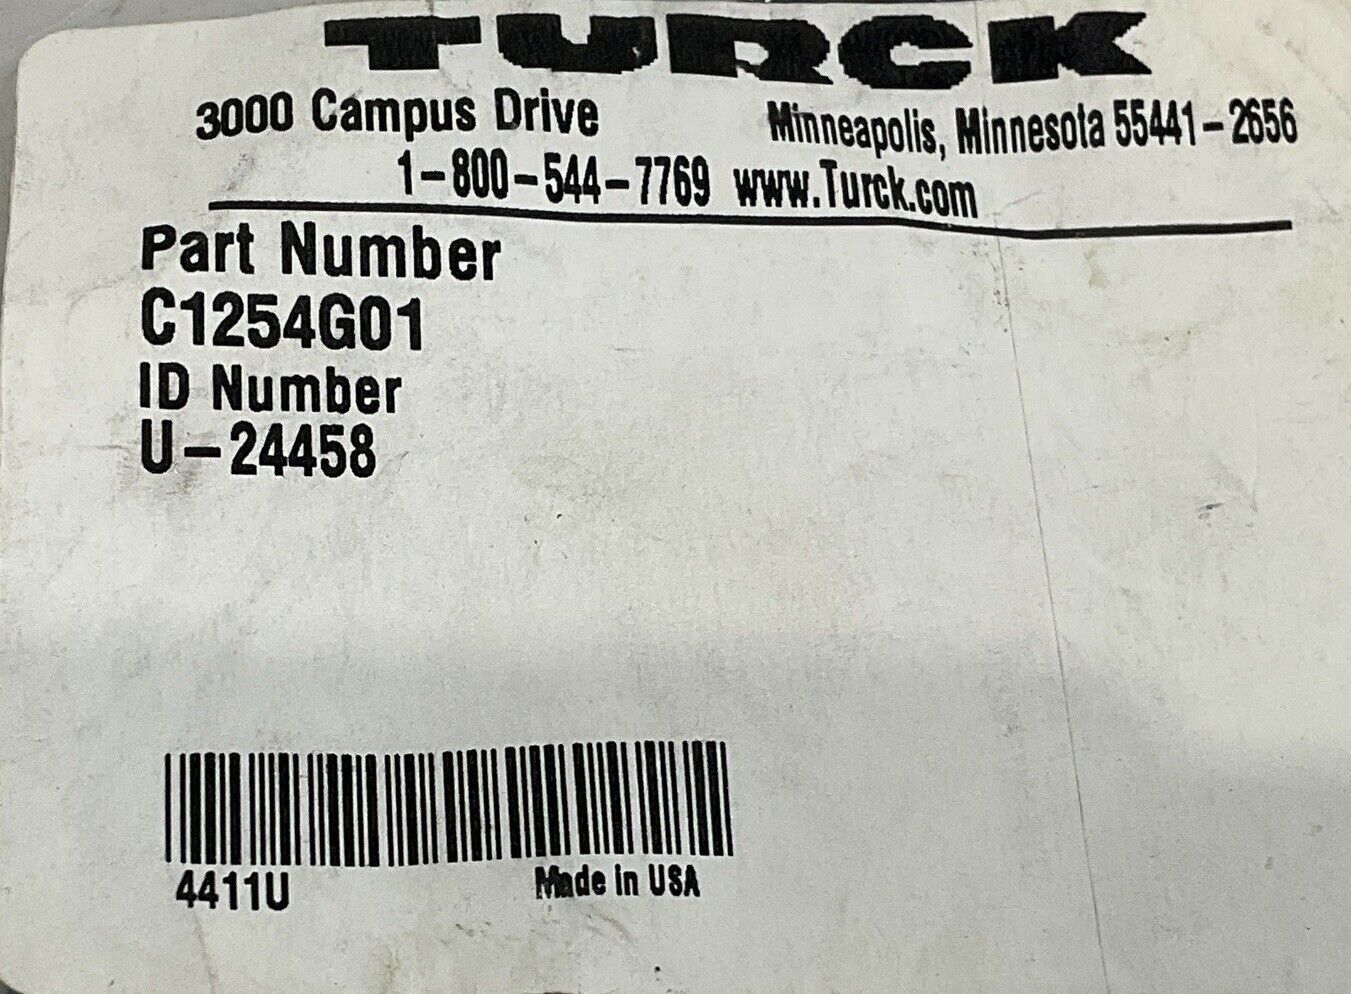 TURCK
3000 Campus Drive Minneapolis, Minnesota 55441-2656
1-800-544-7769 www.Turck.com
Part Number
C1254G01
ID Number
U-24458
4411U Made in USA